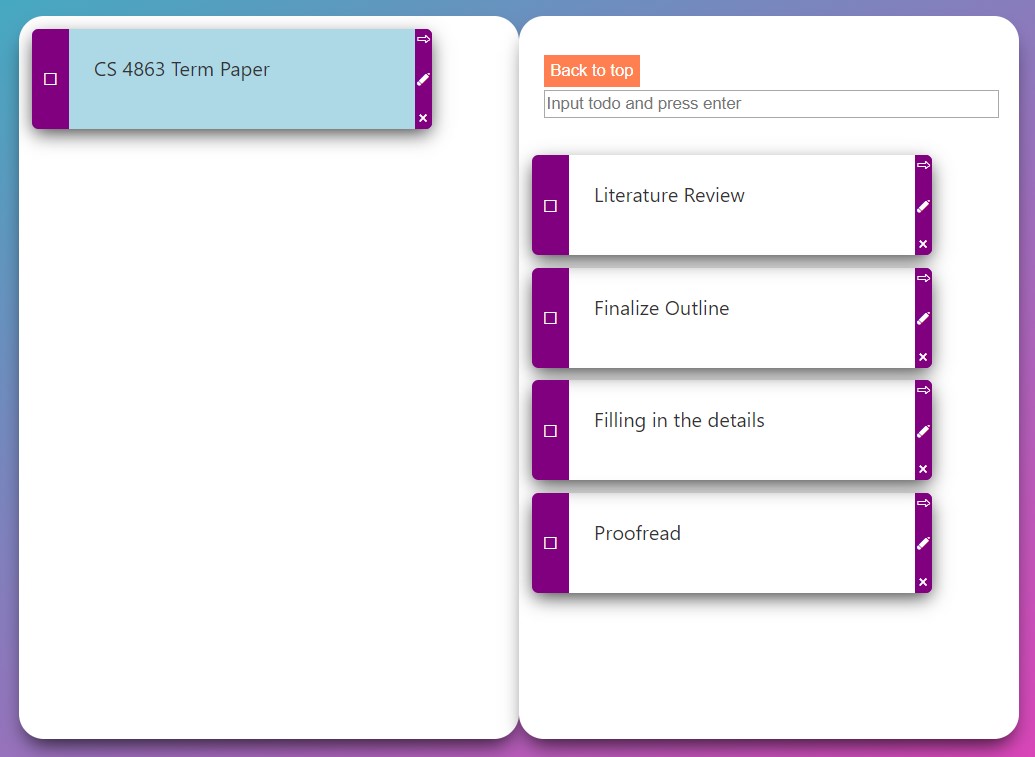 CS 4863 Term Paper
Back to top
Input todo and press enter
Literature Review
Finalize Outline
Filling in the details
Proofread